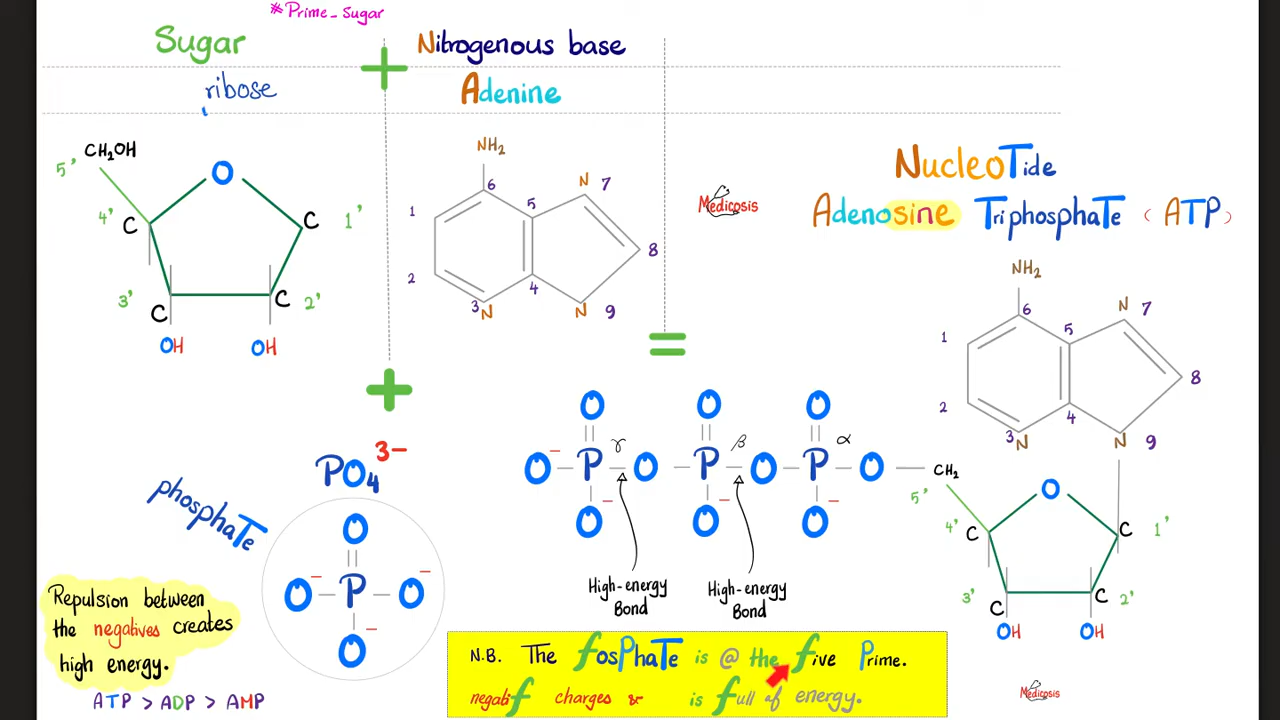 #Prime_Sugar
Sugar
+
Nitrogenous base
ribose
Adenine
5' CH₂OH
O
4' C
C 1'
3' C
C 2'
OH OH
NH₂
6
1
5
N 7
8
2
4
3 N
N 9
Medicosis
NucleoTide
Adenosine TriphosphaTe (ATP)
=
+
PO₄³⁻
phosphaTe
O
O⁻ P O⁻
O⁻
Repulsion between
the negatives creates
high energy.
ATP > ADP > AMP
O O O
γ β α
O⁻ P O P O P O CH₂
O⁻ O⁻ O⁻
High-energy
Bond
High-energy
Bond
NH₂
6
1
5
N 7
8
2
4
3 N
N 9
5'
O
4' C
C 1'
3' C
C 2'
OH OH
N.B. The fosPhaTe is @ the five Prime.
negatif charges & is full of energy.
Medicosis